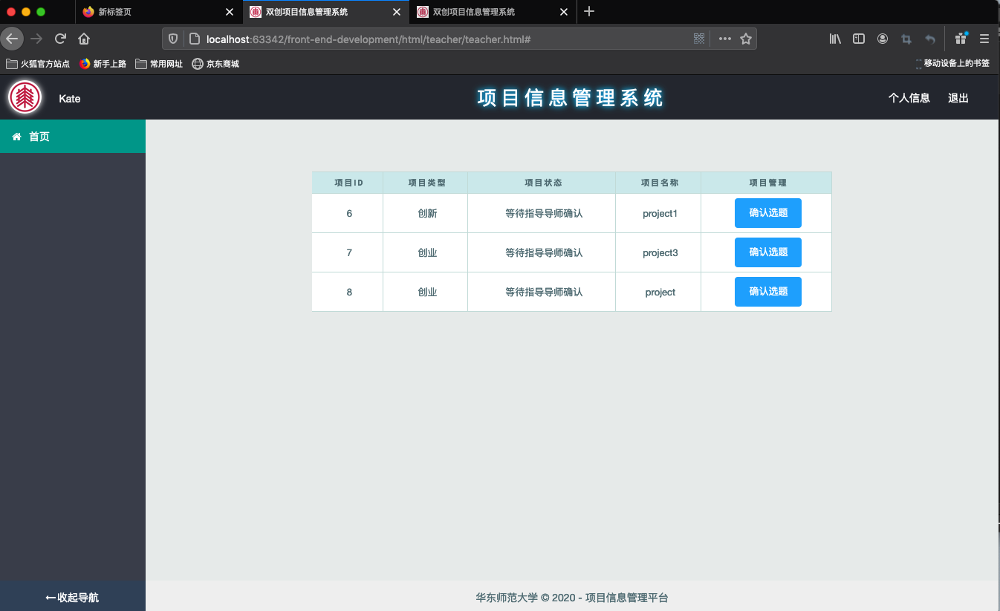 新标签页
双创项目信息管理系统
双创项目信息管理系统
localhost:63342/front-end-development/html/teacher/teacher.html#
火狐官方站点 新手上路 常用网址 京东商城 移动设备上的书签
Kate 项目信息管理系统 个人信息 退出
首页
项目ID 项目类型 项目状态 项目名称 项目管理
6 创新 等待指导导师确认 project1 确认选题
7 创业 等待指导导师确认 project3 确认选题
8 创业 等待指导导师确认 project 确认选题
收起导航
华东师范大学 © 2020 - 项目信息管理平台